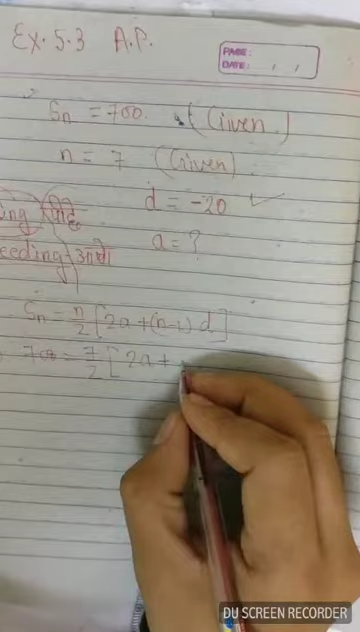 Ex. 5.3 A.P.
PAGE:
DATE: , ,
Sn = 700. (Given)
n = 7 (Given)
d = -20
a = ?
Sn = n/2 [2a+(n-1) d]
700 = 7/2 [2a+
DU SCREEN RECORDER